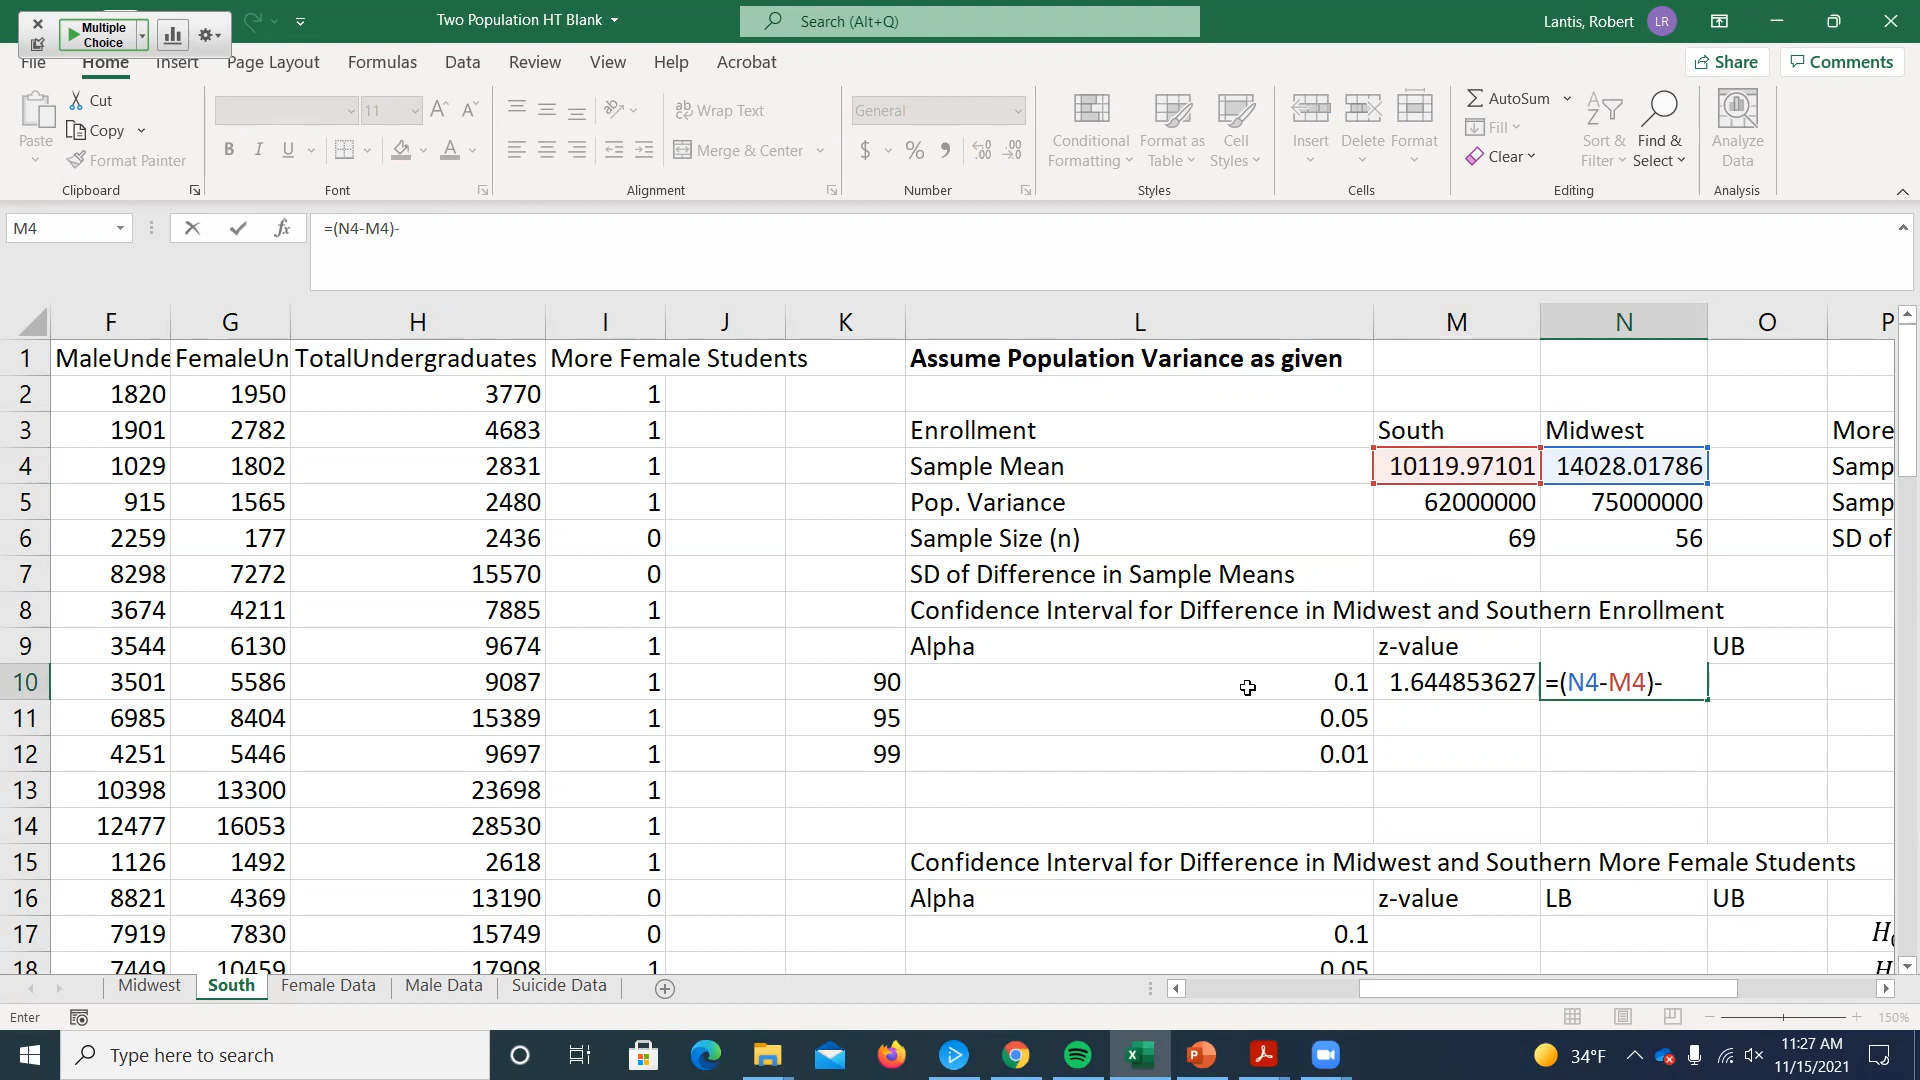 Multiple
Choice
Two Population HT Blank
Search (Alt+Q)
Lantis, Robert
LR
File
Home
Insert
Page Layout
Formulas
Data
Review
View
Help
Acrobat
Share
Comments
Paste
Cut
Copy
Format Painter
Clipboard
11
B I U
Font
Wrap Text
Merge & Center
Alignment
General
$ % 9
Number
Conditional
Formatting
Format as
Table
Cell
Styles
Styles
Insert
Delete
Format
Cells
AutoSum
Fill
Clear
Sort &
Filter
Find &
Select
Editing
Analyze
Data
Analysis
M4
fx
=(N4-M4)-
F G H I J K L M N O P
1 MaleUnde FemaleUn TotalUndergraduates More Female Students Assume Population Variance as given
2 1820 1950 3770 1
3 1901 2782 4683 1 Enrollment South Midwest More
4 1029 1802 2831 1 Sample Mean 10119.97101 14028.01786 Samp
5 915 1565 2480 1 Pop. Variance 62000000 75000000 Samp
6 2259 177 2436 0 Sample Size (n) 69 56 SD of
7 8298 7272 15570 0 SD of Difference in Sample Means
8 3674 4211 7885 1 Confidence Interval for Difference in Midwest and Southern Enrollment
9 3544 6130 9674 1 Alpha z-value UB
10 3501 5586 9087 1 90 0.1 1.644853627 =(N4-M4)-
11 6985 8404 15389 1 95 0.05
12 4251 5446 9697 1 99 0.01
13 10398 13300 23698 1
14 12477 16053 28530 1
15 1126 1492 2618 1 Confidence Interval for Difference in Midwest and Southern More Female Students
16 8821 4369 13190 0 Alpha z-value LB UB
17 7919 7830 15749 0 0.1 H
18 7449 10459 17908 1 0.05 H
Midwest
South
Female Data
Male Data
Suicide Data
Enter
150%
Type here to search
34°F
11:27 AM
11/15/2021